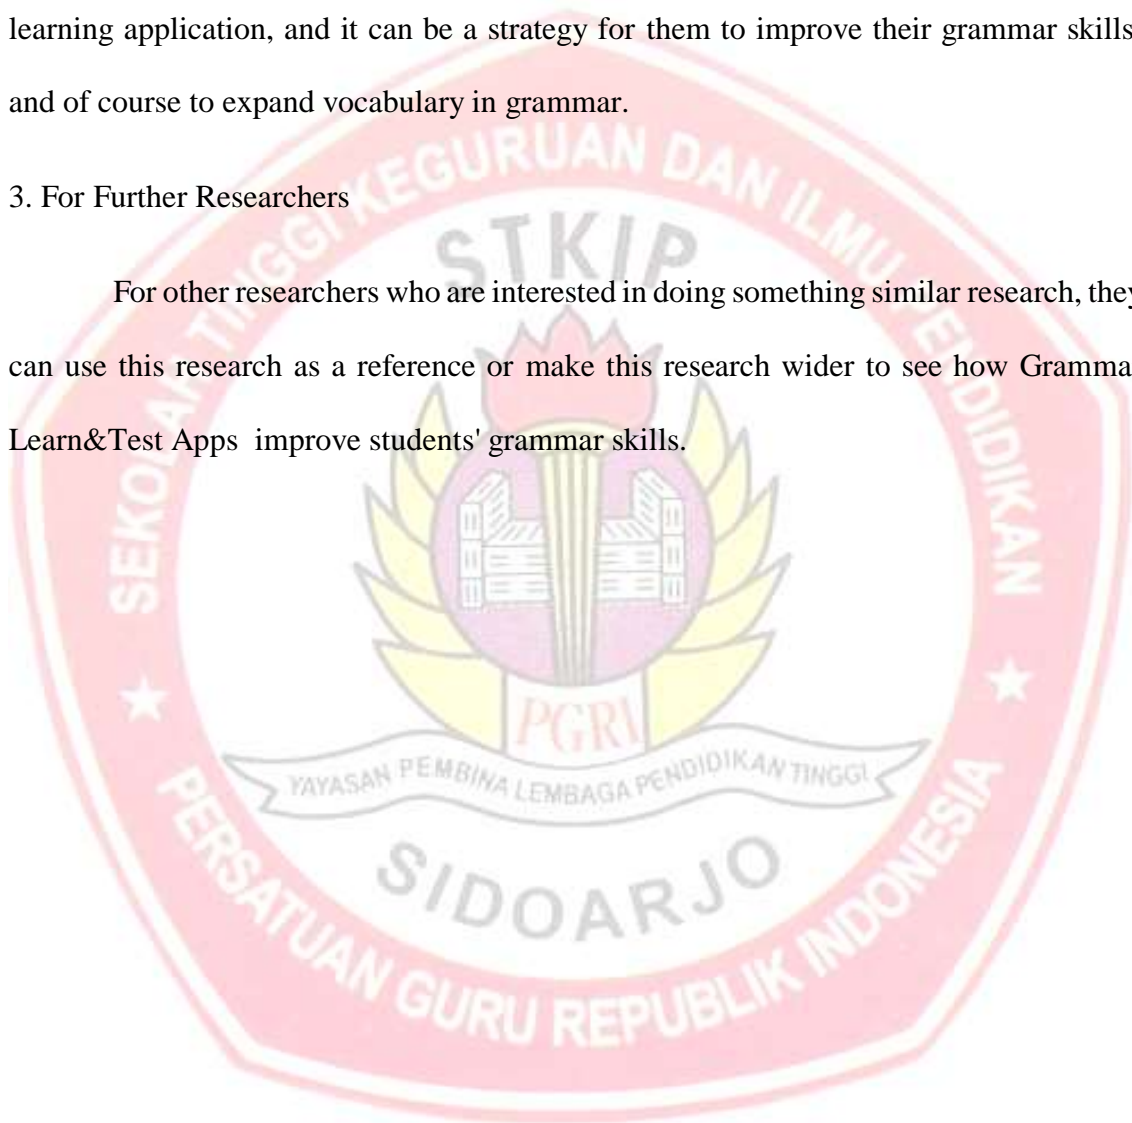 learning application, and it can be a strategy for them to improve their grammar skills
and of course to expand vocabulary in grammar.
3. For Further Researchers
For other researchers who are interested in doing something similar research, they
can use this research as a reference or make this research wider to see how Gramma
Learn&Test Apps improve students' grammar skills.
SEKOLAH TINGGI KEGURUAN DAN ILMU PENDIDIKAN
STKIP
PGRI
YAYASAN PEMBINA LEMBAGA PENDIDIKAN TINGGI
SIDOARJO
PERSATUAN GURU REPUBLIK INDONESIA